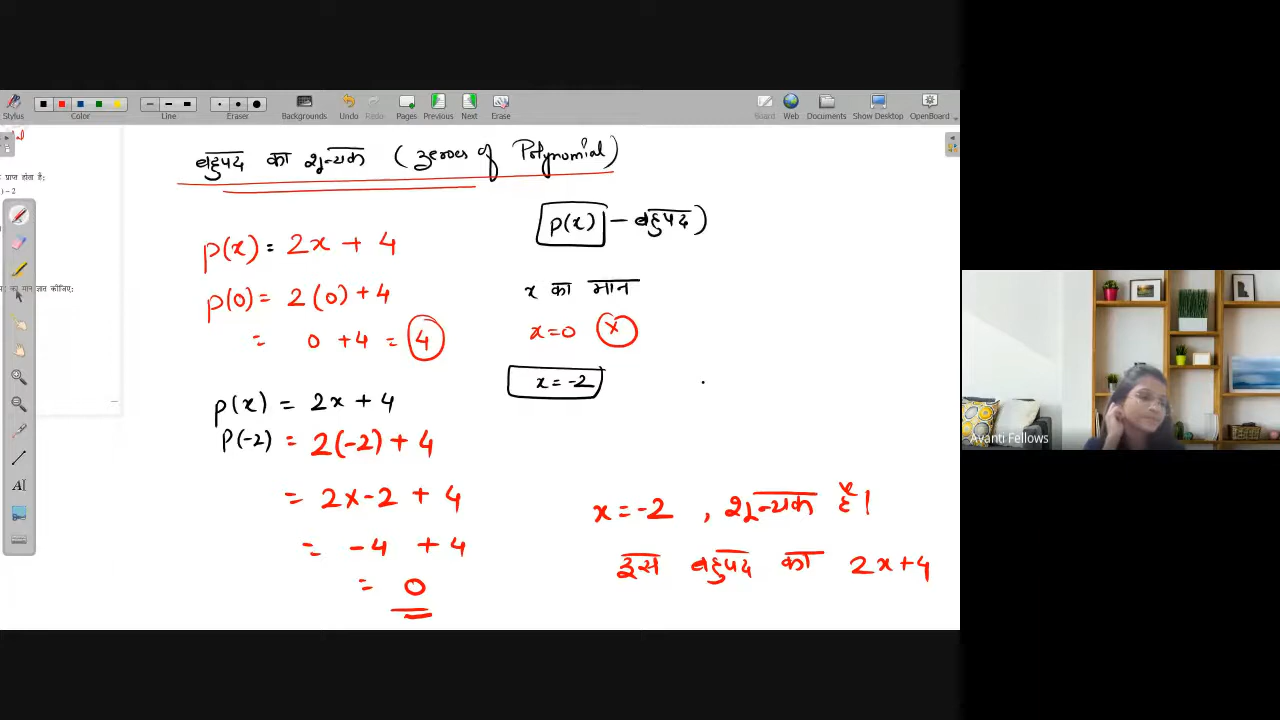 Stylus
Color
Line
Eraser
Backgrounds
Undo
Redo
Pages
Previous
Next
Erase
Board
Web
Documents
Show Desktop
OpenBoard
बहुपद का शून्यक (zeroes of Polynomial)
p(x) - बहुपद)
p(x) = 2x + 4
p(0) = 2(0) + 4
= 0 + 4 = 4
x का मान
x = 0 X
x = -2
p(x) = 2x + 4
p(-2) = 2(-2) + 4
= 2x-2 + 4
= -4 + 4
= 0
x = -2 , शून्यक है।
इस बहुपद का 2x+4
के प्राप्त होता है;
) - 2
का मान ज्ञात कीजिए:
Avanti Fellows